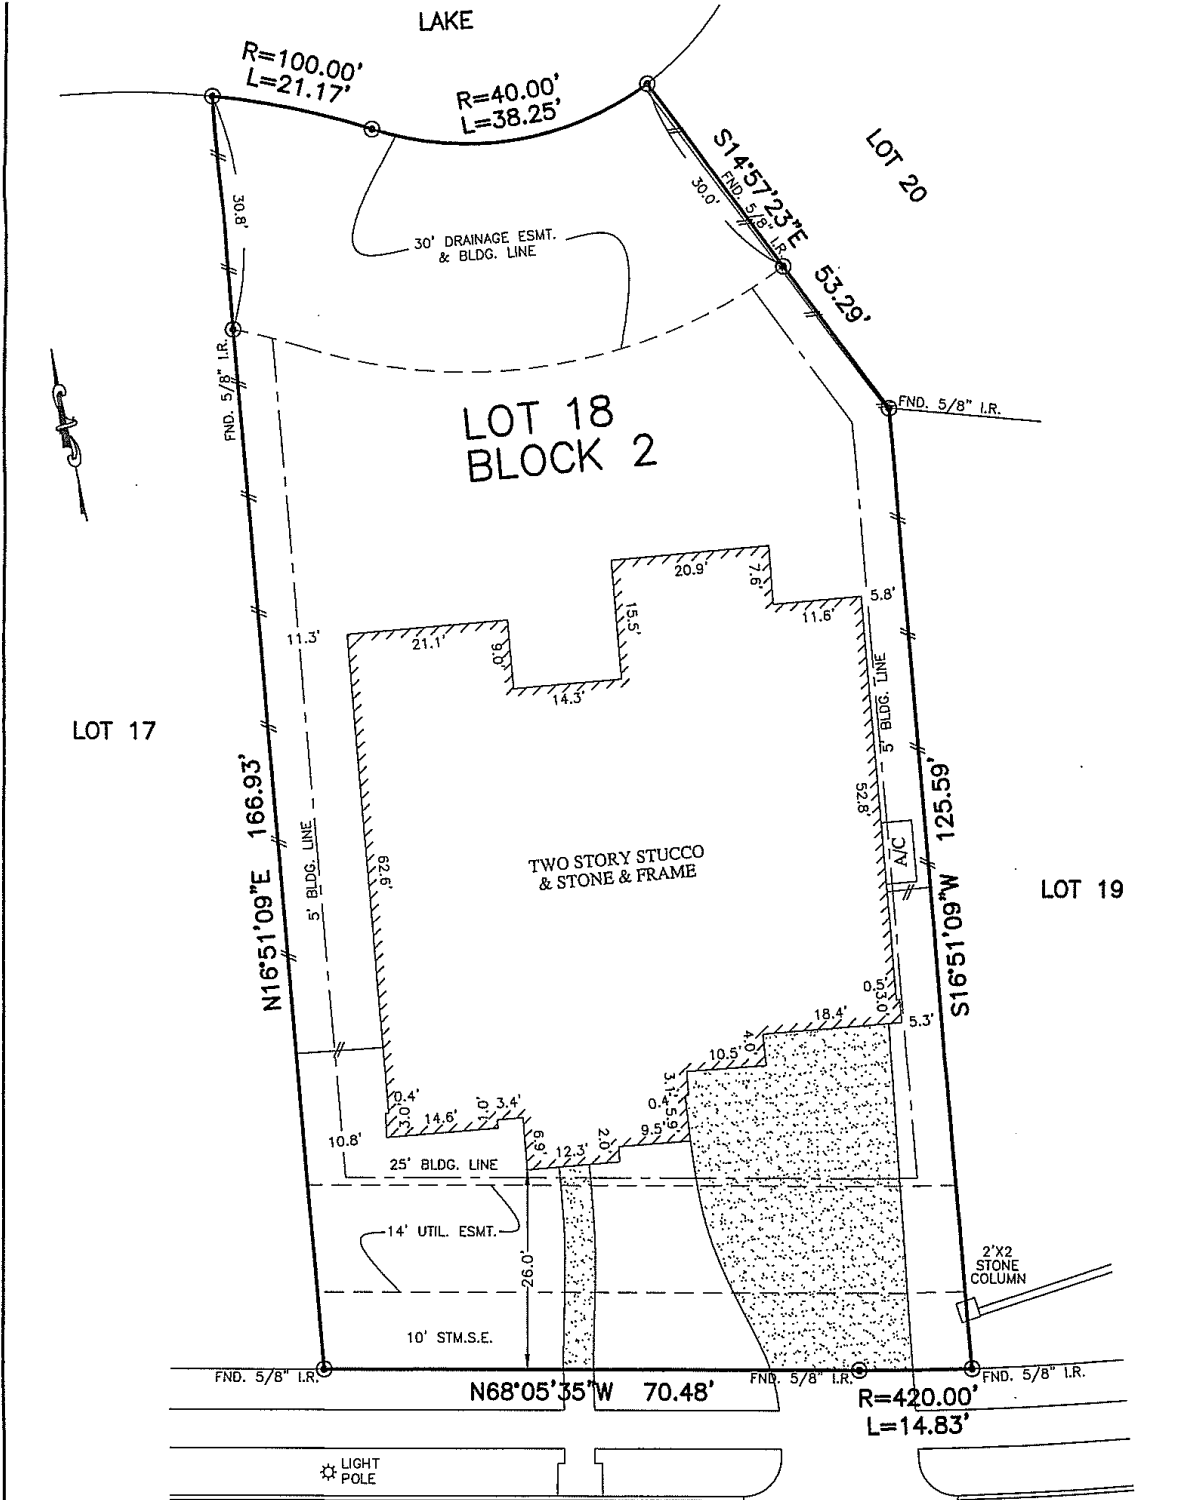 LAKE
R=100.00'
L=21.17'
R=40.00'
L=38.25'
LOT 20
S14°57'23"E 53.29'
FND. 5/8" I.R.
30.0'
30.8'
30' DRAINAGE ESMT.
& BLDG. LINE
FND. 5/8" I.R.
FND. 5/8" I.R.
LOT 18
BLOCK 2
20.9'
7.6'
11.6'
5.8'
15.5'
11.3'
21.1'
9.0'
14.3'
5' BLDG. LINE
LOT 17
N16°51'09"E 166.93'
5' BLDG. LINE
62.6'
52.8'
TWO STORY STUCCO
& STONE & FRAME
A/C
S16°51'09"W 125.59'
LOT 19
0.5'
3.0'
18.4'
5.3'
4.0'
10.5'
3.1'
0.4'
5.9'
0.4'
3.0'
14.6'
1.0'
3.4'
6.9'
12.3'
2.0'
9.5'
10.8'
25' BLDG. LINE
14' UTIL. ESMT.
26.0'
2'X2
STONE
COLUMN
10' STM.S.E.
FND. 5/8" I.R.
N68°05'35"W 70.48'
FND. 5/8" I.R.
FND. 5/8" I.R.
R=420.00'
L=14.83'
LIGHT
POLE